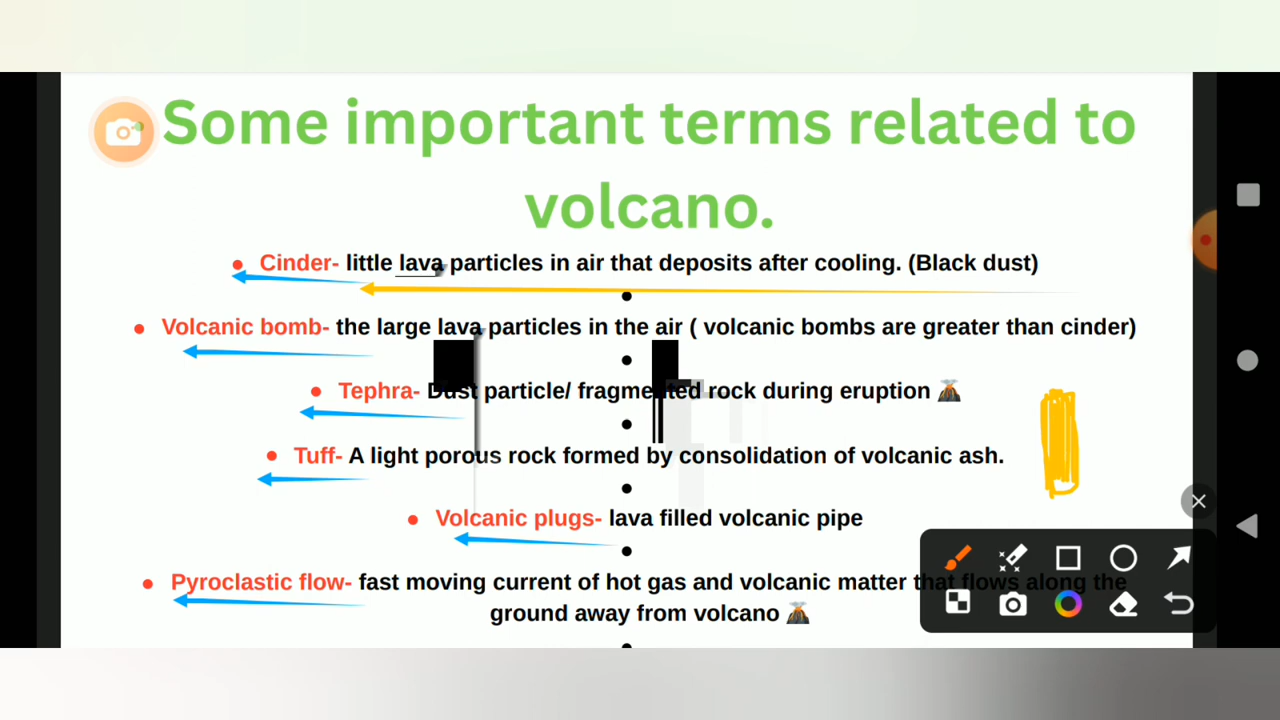 Some important terms related to
volcano.
Cinder- little lava particles in air that deposits after cooling. (Black dust)
Volcanic bomb- the large lava particles in the air ( volcanic bombs are greater than cinder)
Tephra- Dust particle/ fragmented rock during eruption 🌋
Tuff- A light porous rock formed by consolidation of volcanic ash.
Volcanic plugs- lava filled volcanic pipe
Pyroclastic flow- fast moving current of hot gas and volcanic matter that flows along the
ground away from volcano 🌋